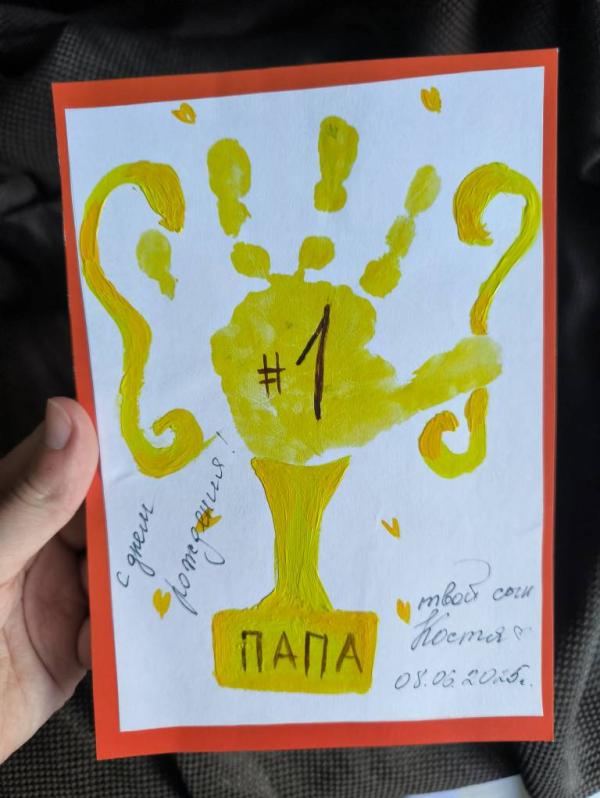 #1
с днем
рождения!
ПАПА
твой сын
Костя♡
08.06.2025г.